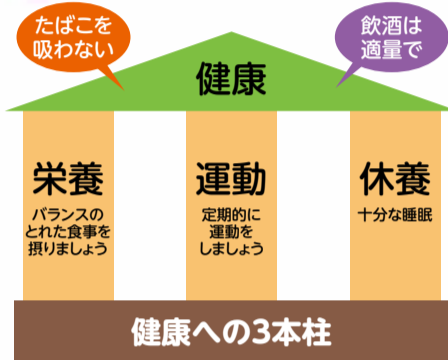 たばこを
吸わない
飲酒は
適量で
健康
栄養
バランスの
とれた食事を
摂りましょう
運動
定期的に
運動を
しましょう
休養
十分な睡眠
健康への3本柱